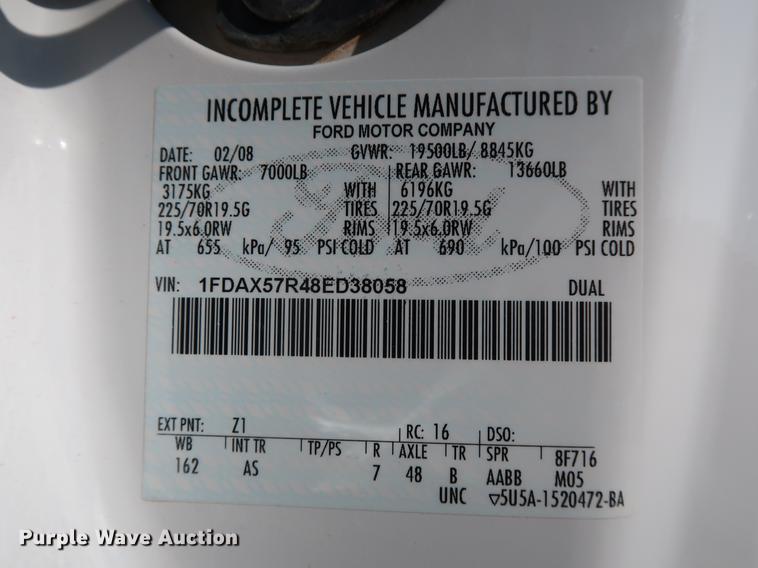 INCOMPLETE VEHICLE MANUFACTURED BY
FORD MOTOR COMPANY
DATE: 02/08 GVWR: 19500LB/ 8845KG
FRONT GAWR: 7000LB REAR GAWR: 13660LB
3175KG WITH 6196KG WITH
225/70R19.5G TIRES 225/70R19.5G TIRES
19.5x6.0RW RIMS 19.5x6.0RW RIMS
AT 655 kPa/ 95 PSI COLD AT 690 kPa/100 PSI COLD
VIN: 1FDAX57R48ED38058 DUAL
EXT PNT: Z1 RC: 16 DSO:
WB INT TR TP/PS R AXLE TR SPR 8F716
162 AS 7 48 B AABB M05
UNC ▽5U5A-1520472-BA
Purple Wave Auction